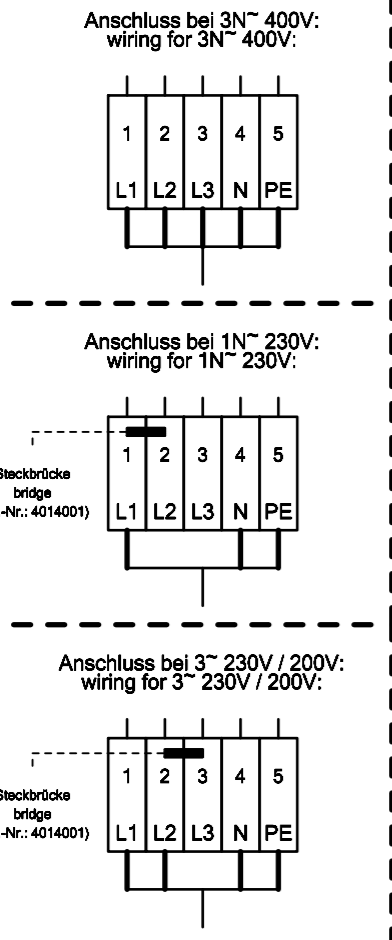 Anschluss bei 3N~ 400V:
wiring for 3N~ 400V:
1 2 3 4 5
L1 L2 L3 N PE
Anschluss bei 1N~ 230V:
wiring for 1N~ 230V:
Steckbrücke
bridge
-Nr.: 4014001)
1 2 3 4 5
L1 L2 L3 N PE
Anschluss bei 3~ 230V / 200V:
wiring for 3~ 230V / 200V:
Steckbrücke
bridge
-Nr.: 4014001)
1 2 3 4 5
L1 L2 L3 N PE